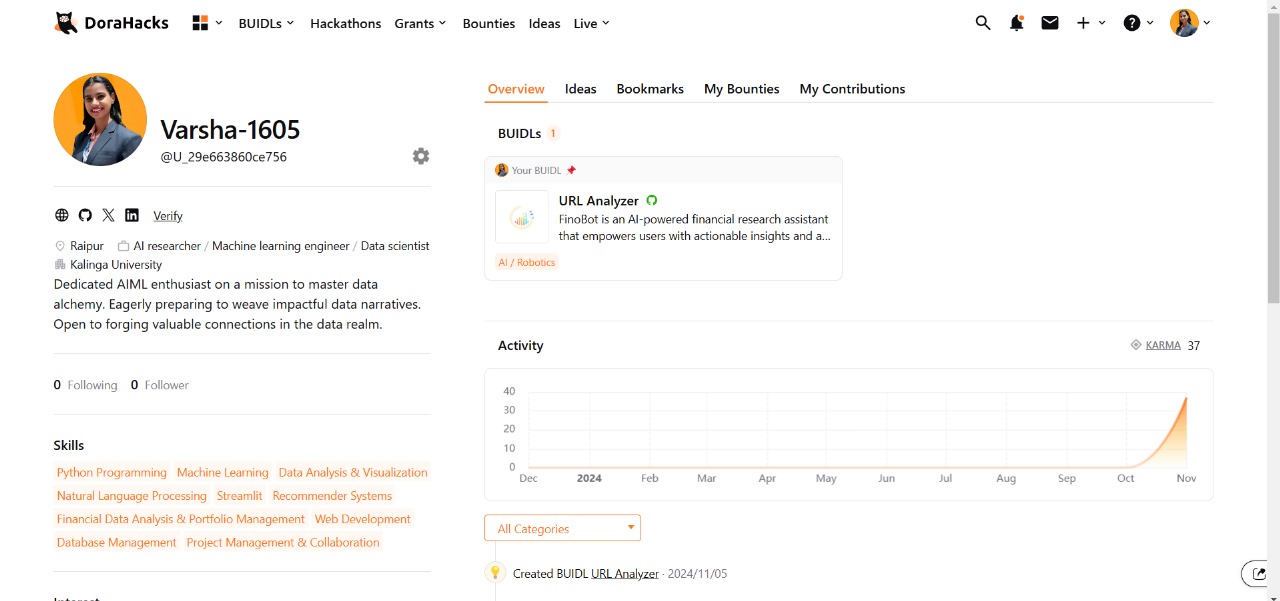 DoraHacks BUIDLs Hackathons Grants Bounties Ideas Live
Varsha-1605
@U_29e663860ce756
Verify
Raipur AI researcher / Machine learning engineer / Data scientist
Kalinga University
Dedicated AIML enthusiast on a mission to master data
alchemy. Eagerly preparing to weave impactful data narratives.
Open to forging valuable connections in the data realm.
0 Following 0 Follower
Skills
Python Programming Machine Learning Data Analysis & Visualization
Natural Language Processing Streamlit Recommender Systems
Financial Data Analysis & Portfolio Management Web Development
Database Management Project Management & Collaboration
Overview Ideas Bookmarks My Bounties My Contributions
BUIDLs 1
Your BUIDL
URL Analyzer
FinoBot is an AI-powered financial research assistant
that empowers users with actionable insights and a...
AI / Robotics
Activity KARMA 37
40
30
20
10
0
Dec 2024 Feb Mar Apr May Jun Jul Aug Sep Oct Nov
All Categories
Created BUIDL URL Analyzer · 2024/11/05